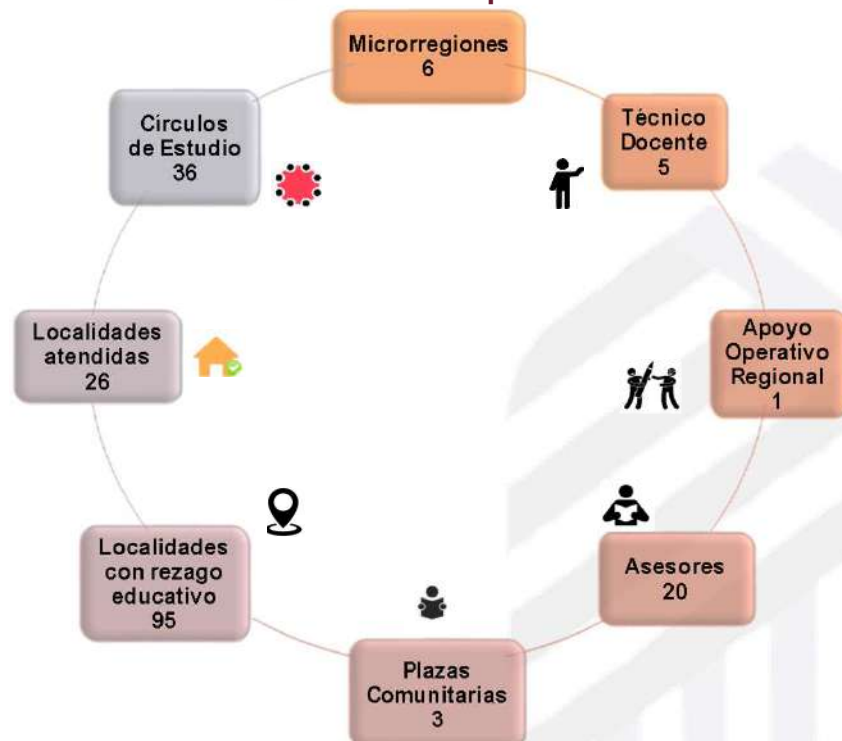 Microrregiones
6
Técnico
Docente
5
Apoyo
Operativo
Regional
1
Asesores
20
Plazas
Comunitarias
3
Localidades
con rezago
educativo
95
Localidades
atendidas
26
Círculos
de Estudio
36